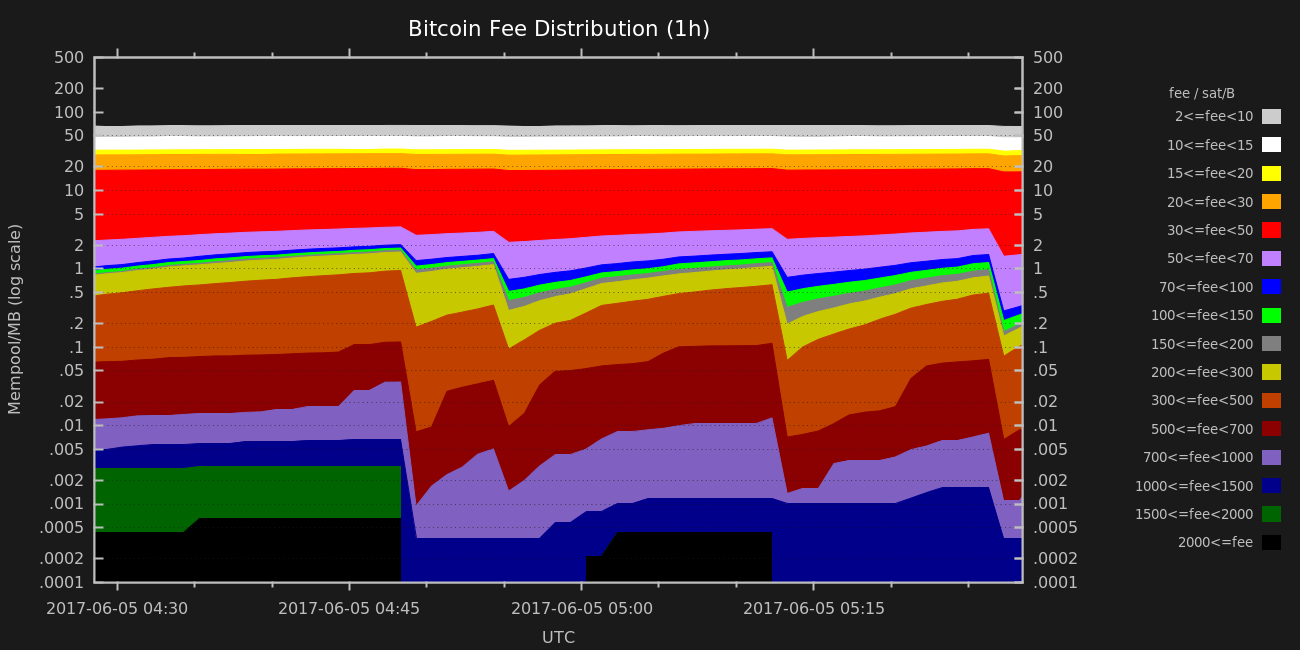 Bitcoin Fee Distribution (1h)
500 500
200 200
100 100
50 50
20 20
10 10
5 5
2 2
1 1
.5 .5
.2 .2
.1 .1
.05 .05
.02 .02
.01 .01
.005 .005
.002 .002
.001 .001
.0005 .0005
.0002 .0002
.0001 .0001
Mempool/MB (log scale)
2017-06-05 04:30 2017-06-05 04:45 2017-06-05 05:00 2017-06-05 05:15
UTC
fee / sat/B
2<=fee<10
10<=fee<15
15<=fee<20
20<=fee<30
30<=fee<50
50<=fee<70
70<=fee<100
100<=fee<150
150<=fee<200
200<=fee<300
300<=fee<500
500<=fee<700
700<=fee<1000
1000<=fee<1500
1500<=fee<2000
2000<=fee